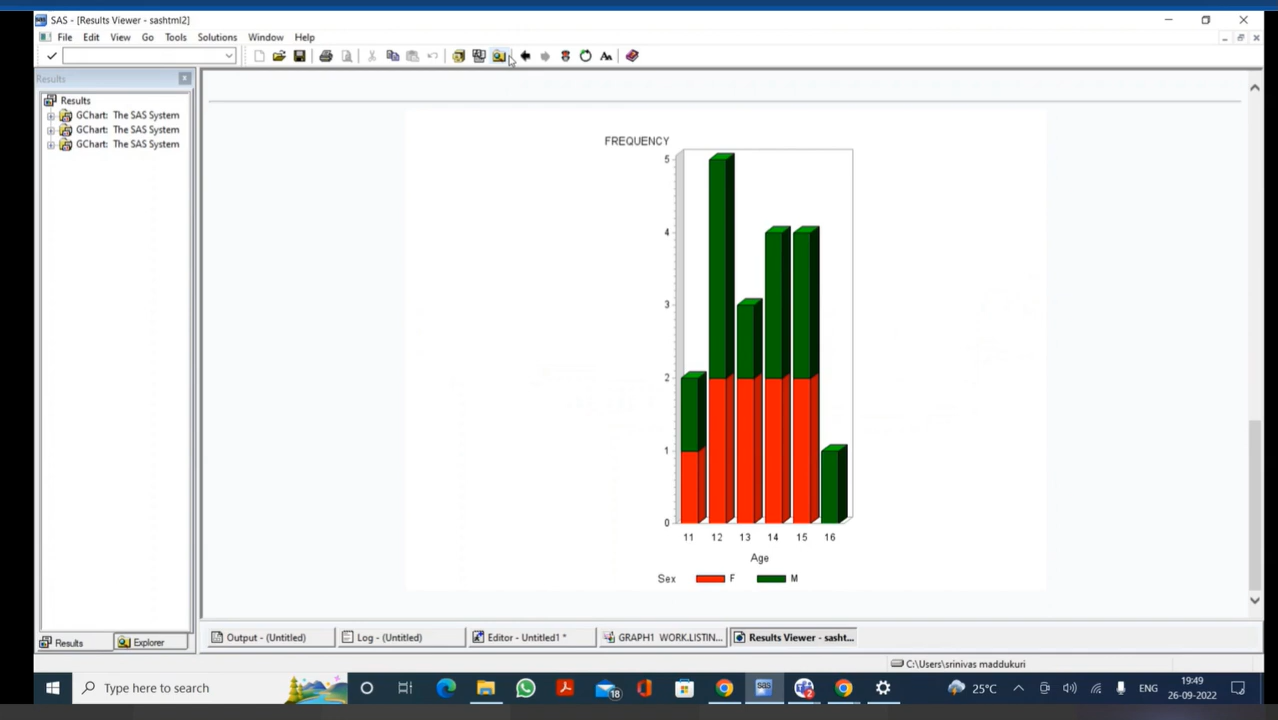 SAS - [Results Viewer - sashtml2]
File Edit View Go Tools Solutions Window Help
Results
Results
GChart: The SAS System
GChart: The SAS System
GChart: The SAS System
FREQUENCY
5
4
3
2
1
0
11 12 13 14 15 16
Age
Sex F M
Results Explorer
Output - (Untitled) Log - (Untitled) Editor - Untitled1 * GRAPH1 WORK.LISTIN... Results Viewer - sasht...
C:\Users\srinivas maddukuri
Type here to search 18 sas 2 25°C ENG 19:49
26-09-2022